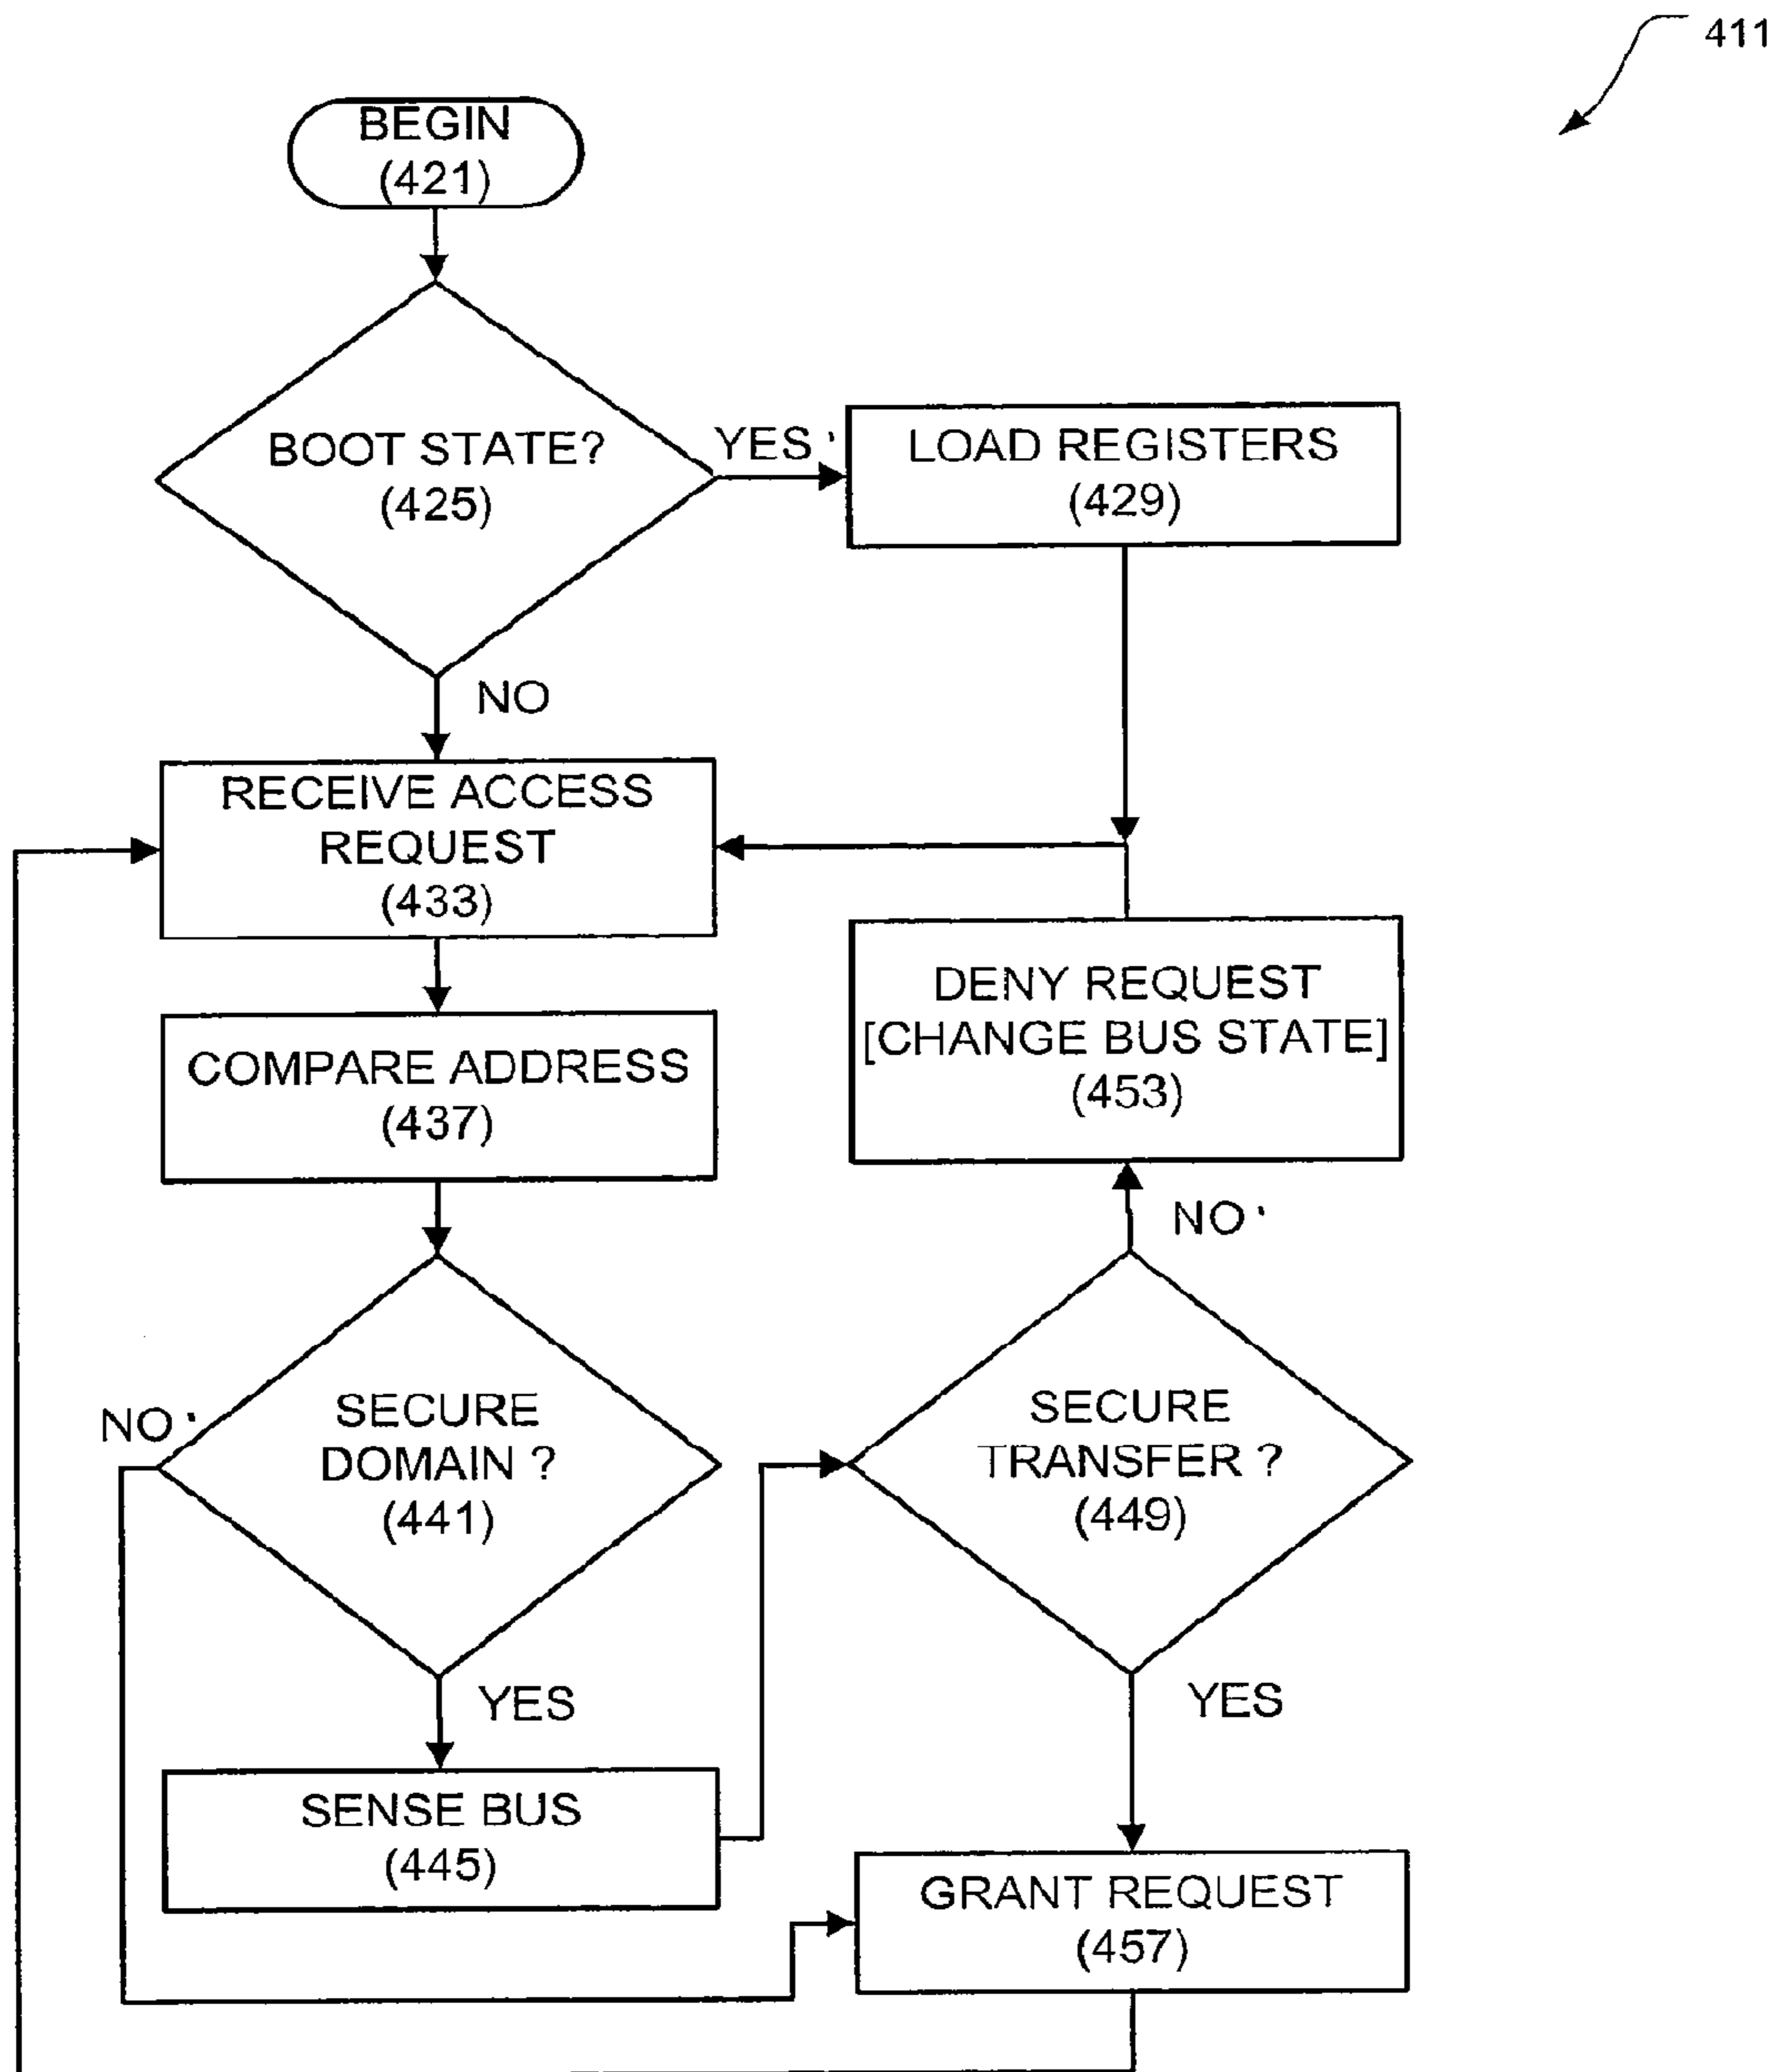 411
BEGIN
(421)
BOOT STATE?
(425)
YES
LOAD REGISTERS
(429)
NO
RECEIVE ACCESS
REQUEST
(433)
DENY REQUEST
[CHANGE BUS STATE]
(453)
COMPARE ADDRESS
(437)
NO
NO
SECURE
DOMAIN ?
(441)
SECURE
TRANSFER ?
(449)
YES
YES
SENSE BUS
(445)
GRANT REQUEST
(457)